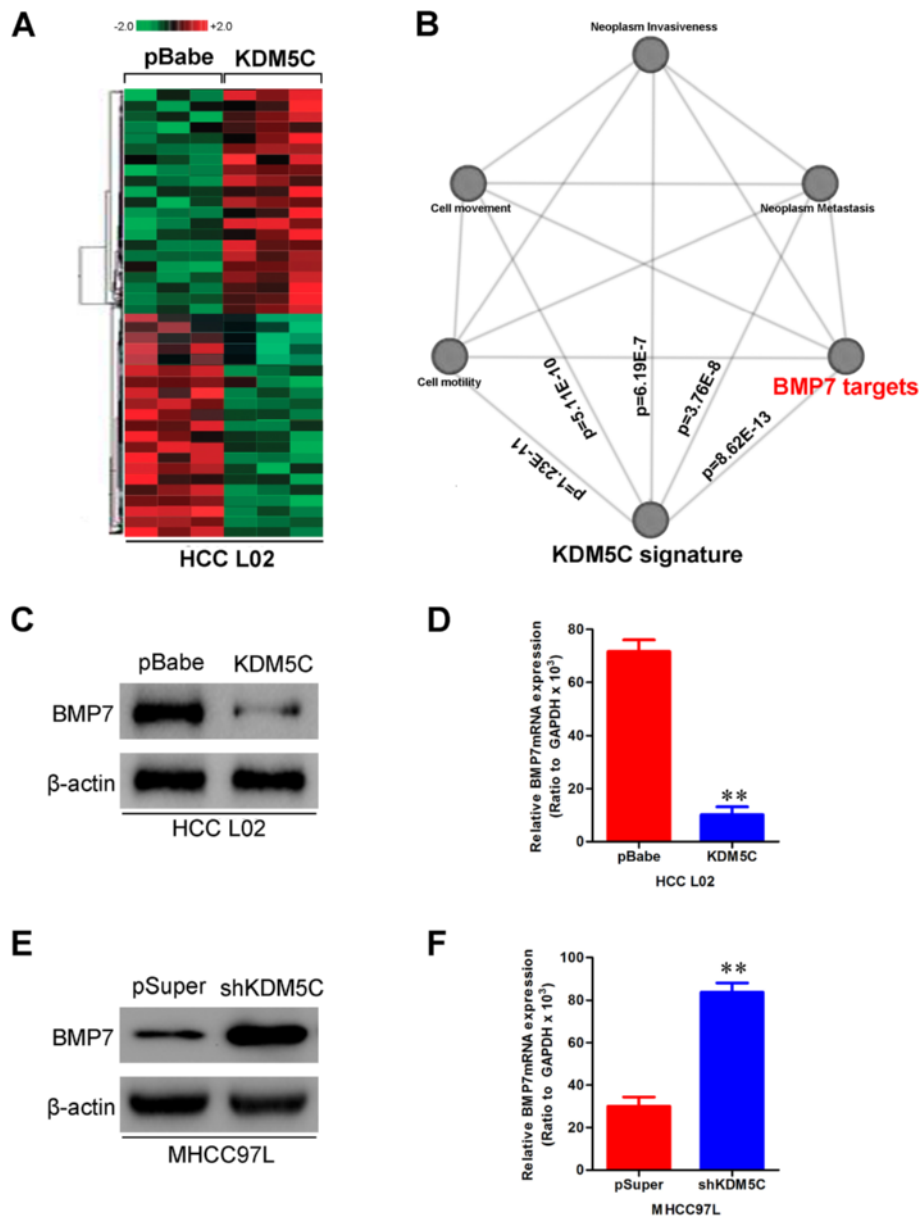 A
-2.0
+2.0
pBabe
KDM5C
HCC L02
B
Neoplasm Invasiveness
Cell movement
Neoplasm Metastasis
Cell motility
BMP7 targets
p=1.23E-11
p=5.11E-10
p=6.19E-7
p=3.76E-8
p=8.62E-13
KDM5C signature
C
pBabe
KDM5C
BMP7
β-actin
HCC L02
D
Relative BMP7mRNA expression
(Ratio to GAPDH x 10³)
80
60
40
20
0
**
pBabe
KDM5C
HCC L02
E
pSuper
shKDM5C
BMP7
β-actin
MHCC97L
F
Relative BMP7mRNA expression
(Ratio to GAPDH x 10³)
100
80
60
40
20
0
**
pSuper
shKDM5C
MHCC97L